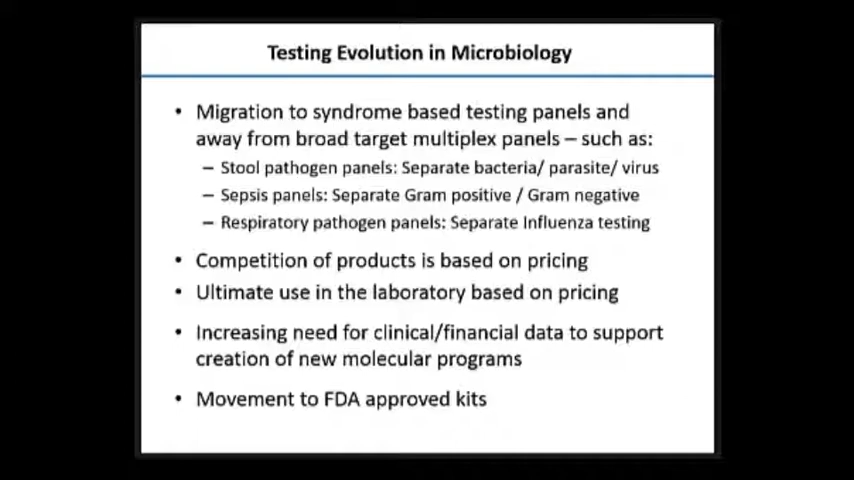 Testing Evolution in Microbiology
• Migration to syndrome based testing panels and
away from broad target multiplex panels – such as:
– Stool pathogen panels: Separate bacteria/ parasite/ virus
– Sepsis panels: Separate Gram positive / Gram negative
– Respiratory pathogen panels: Separate Influenza testing
• Competition of products is based on pricing
• Ultimate use in the laboratory based on pricing
• Increasing need for clinical/financial data to support
creation of new molecular programs
• Movement to FDA approved kits